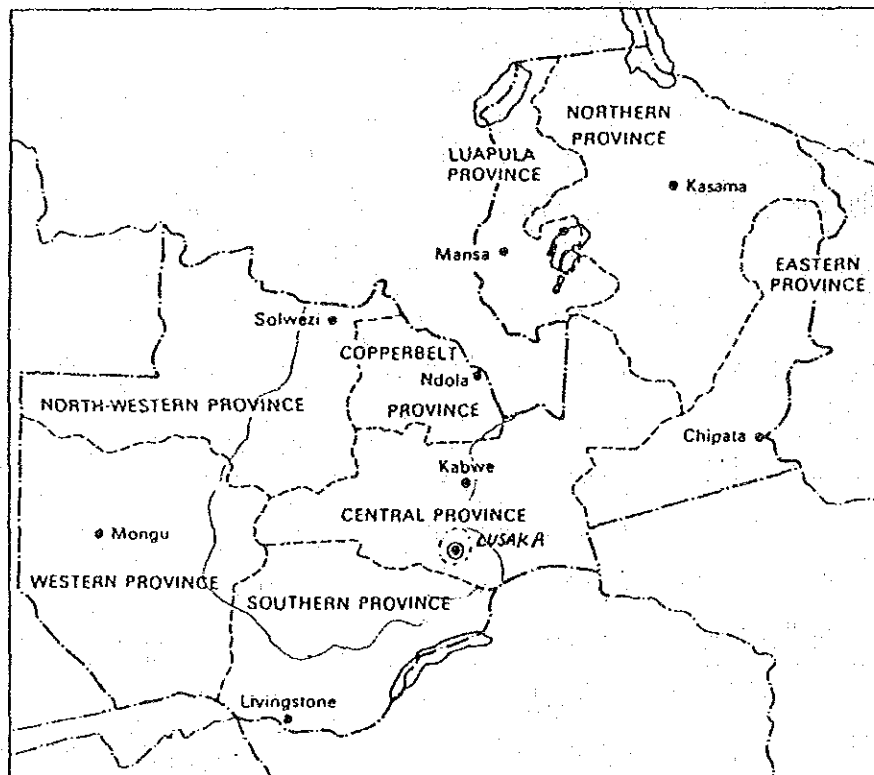 NORTHERN
PROVINCE
LUAPULA
PROVINCE
Kasama
Mansa
EASTERN
PROVINCE
Solwezi
COPPERBELT
Ndola
PROVINCE
NORTH-WESTERN PROVINCE
Chipata
Kabwe
CENTRAL PROVINCE
Mongu
LUSAKA
WESTERN PROVINCE
SOUTHERN PROVINCE
Livingstone